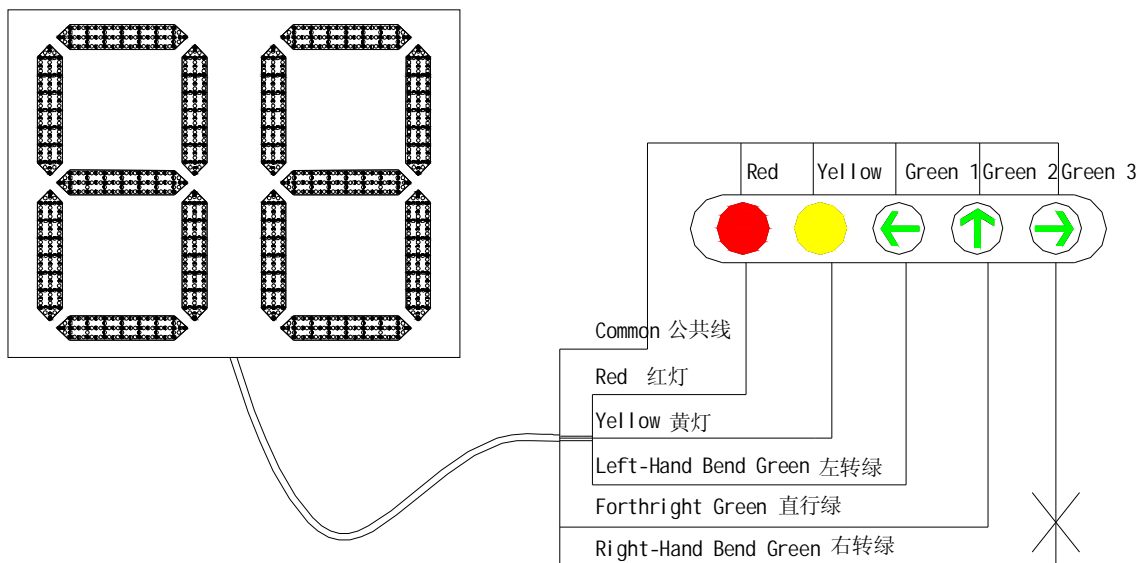 Red Yellow Green 1 Green 2 Green 3
Common 公共线
Red 红灯
Yellow 黄灯
Left-Hand Bend Green 左转绿
Forthright Green 直行绿
Right-Hand Bend Green 右转绿